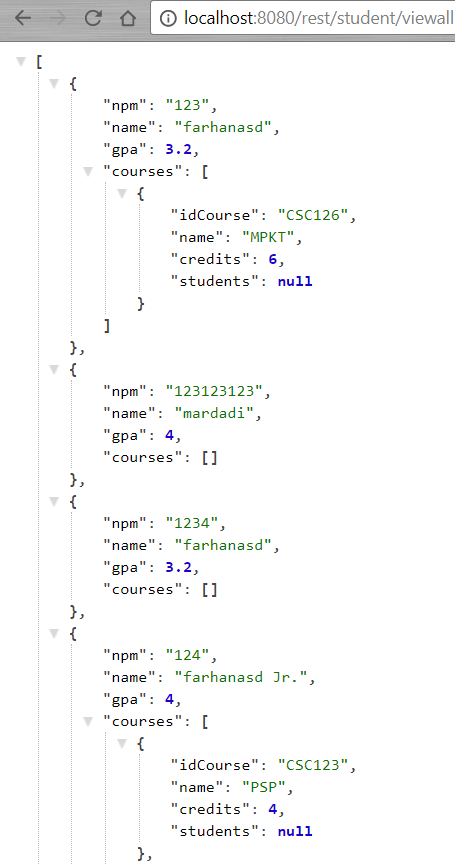 localhost:8080/rest/student/viewall
[
{
"npm": "123",
"name": "farhanasd",
"gpa": 3.2,
"courses": [
{
"idCourse": "CSC126",
"name": "MPKT",
"credits": 6,
"students": null
}
]
},
{
"npm": "123123123",
"name": "mardadi",
"gpa": 4,
"courses": []
},
{
"npm": "1234",
"name": "farhanasd",
"gpa": 3.2,
"courses": []
},
{
"npm": "124",
"name": "farhanasd Jr.",
"gpa": 4,
"courses": [
{
"idCourse": "CSC123",
"name": "PSP",
"credits": 4,
"students": null
},